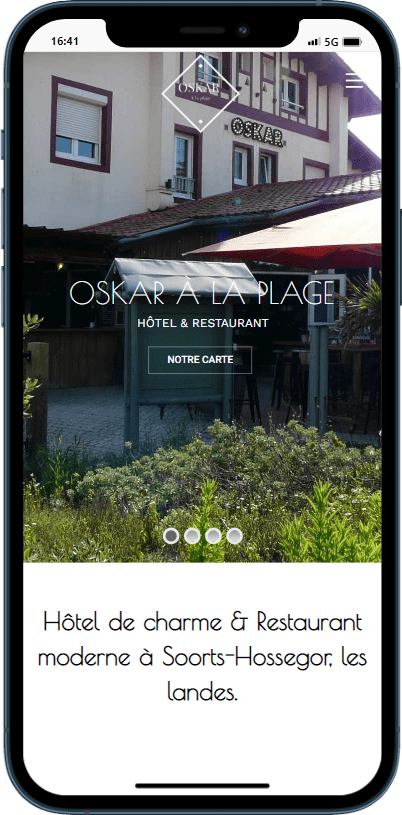 16:41
5G
OSKAR
à la plage
OSKAR
OSKAR À LA PLAGE
HÔTEL & RESTAURANT
NOTRE CARTE
Hôtel de charme & Restaurant
moderne à Soorts-Hossegor, les
landes.